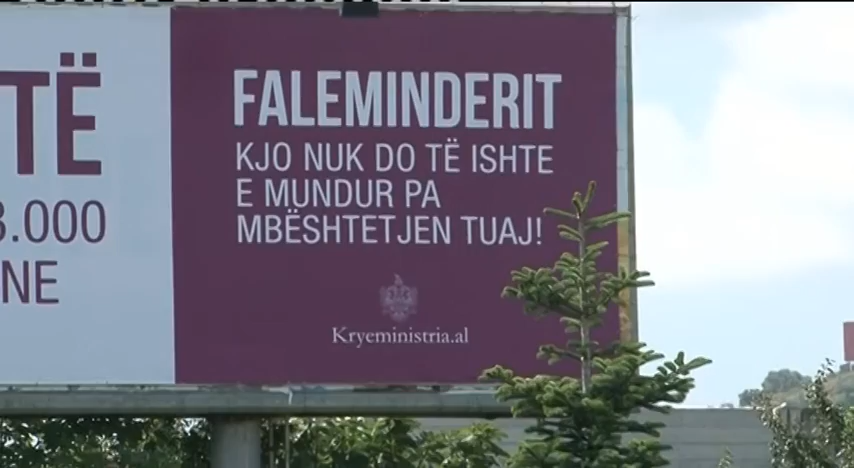 TË
3.000
NE
FALEMINDERIT
KJO NUK DO TË ISHTE
E MUNDUR PA
MBËSHTETJEN TUAJ!
Kryeministria.al